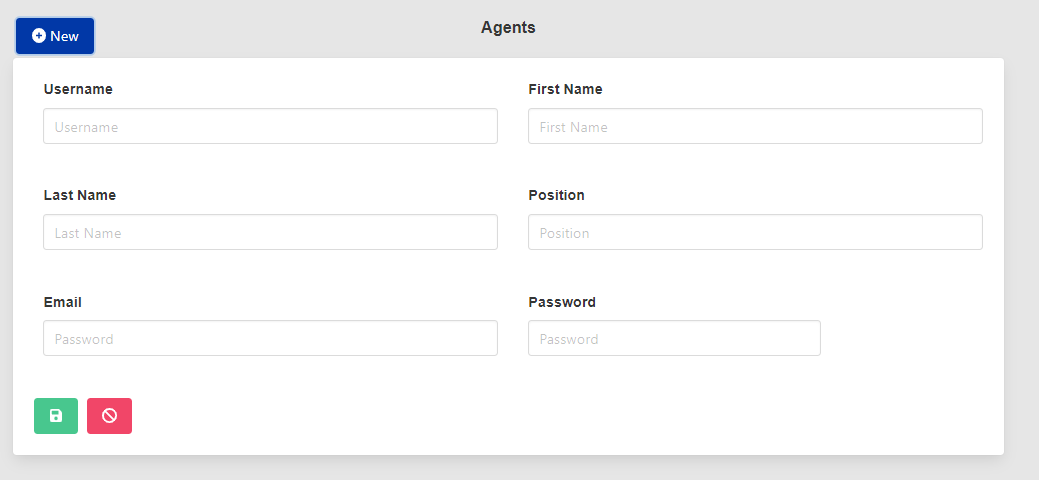 New
Agents
Username
First Name
Username
First Name
Last Name
Position
Last Name
Position
Email
Password
Password
Password